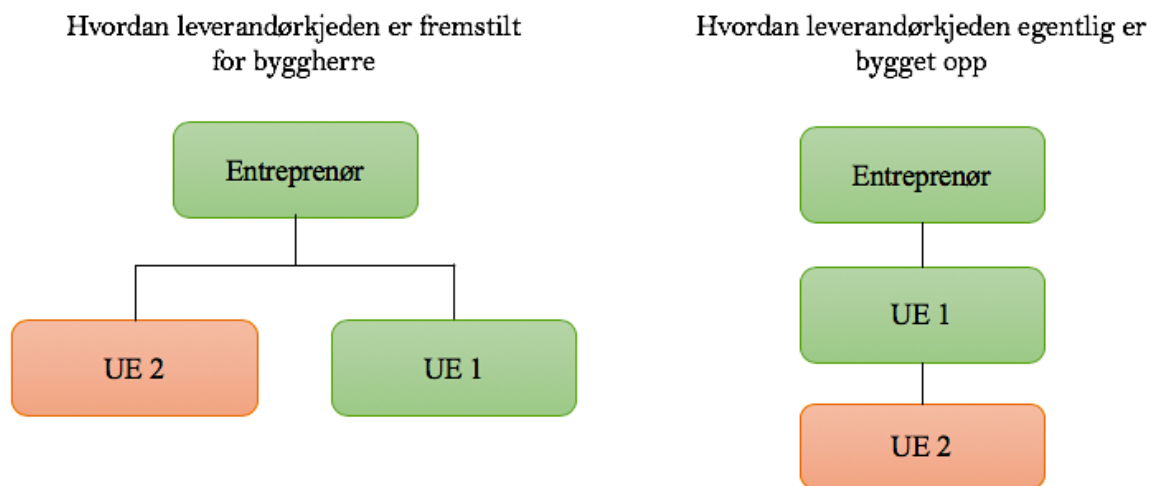 Hvordan leverandørkjeden er fremstilt
for byggherre
Entreprenør
UE 2
UE 1
Hvordan leverandørkjeden egentlig er
bygget opp
Entreprenør
UE 1
UE 2